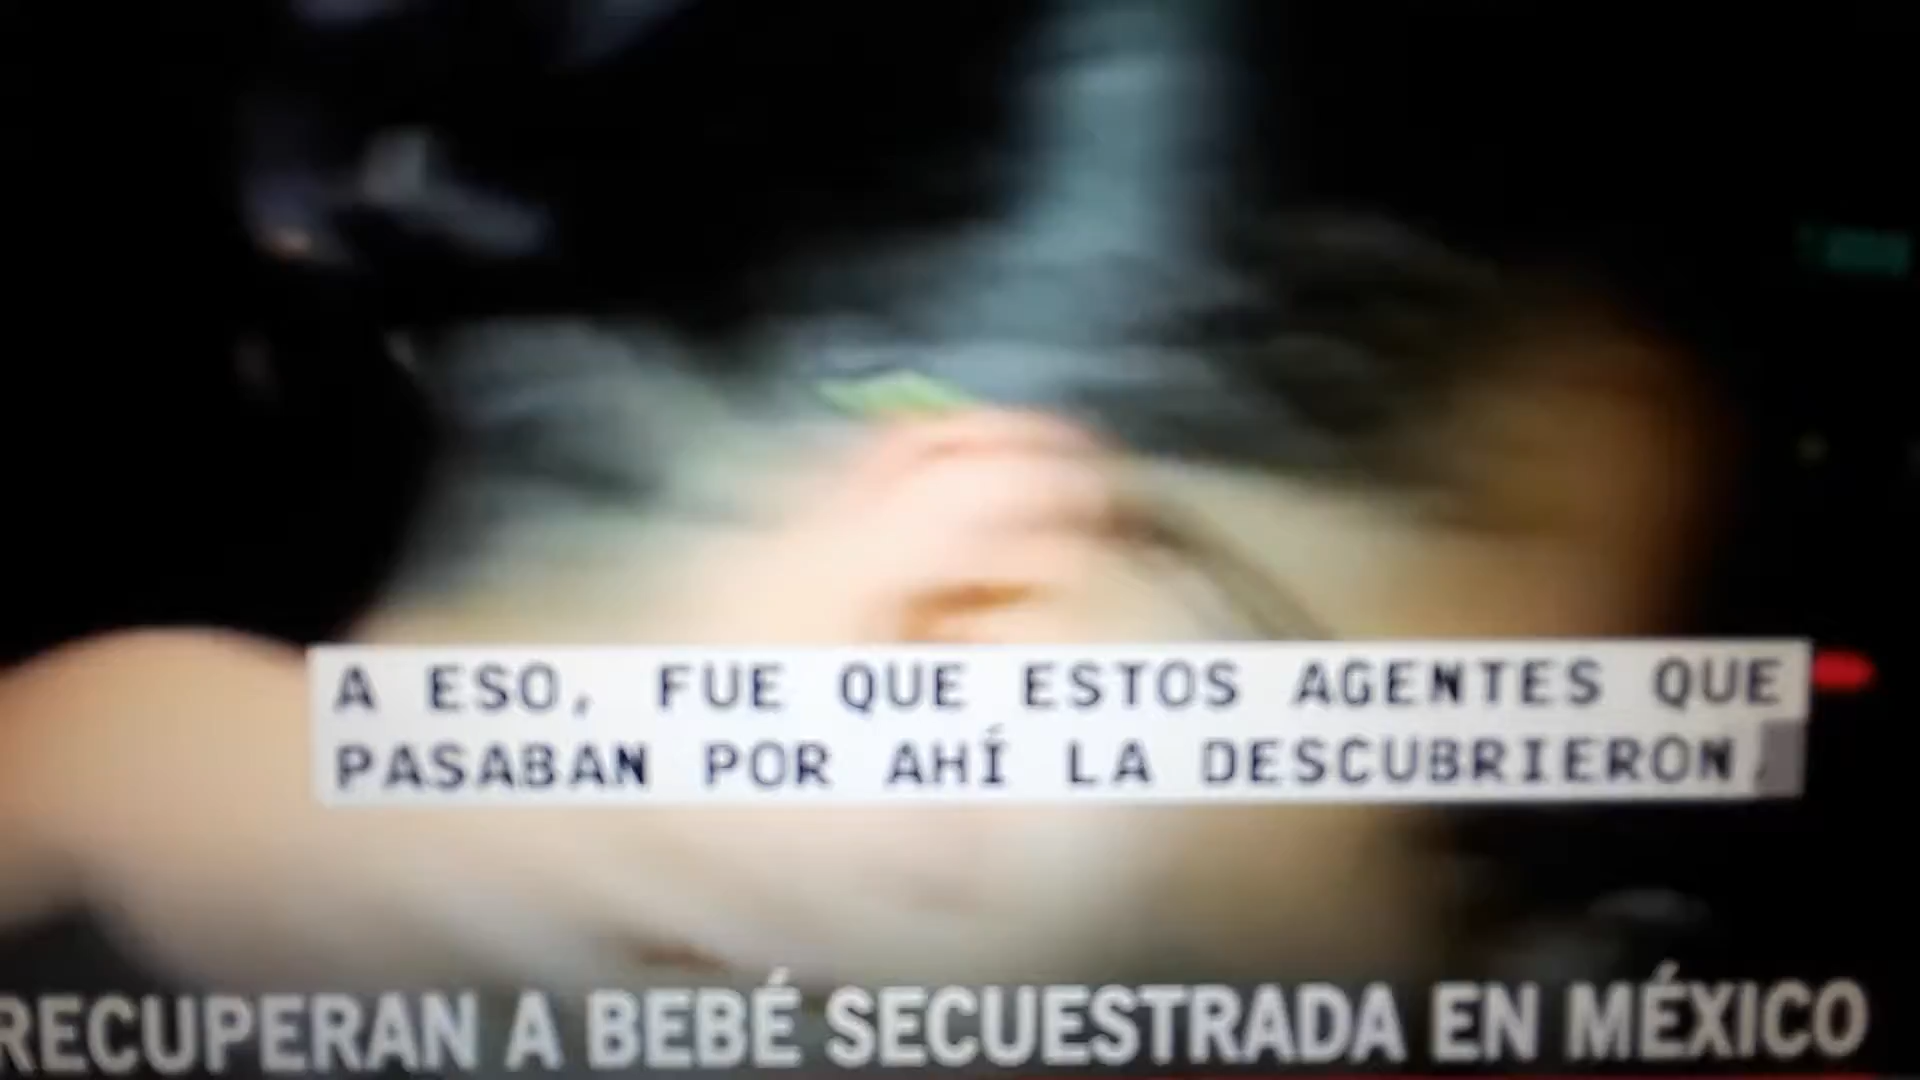 A ESO, FUE QUE ESTOS AGENTES QUE
PASABAN POR AHÍ LA DESCUBRIERON.
RECUPERAN A BEBÉ SECUESTRADA EN MÉXICO